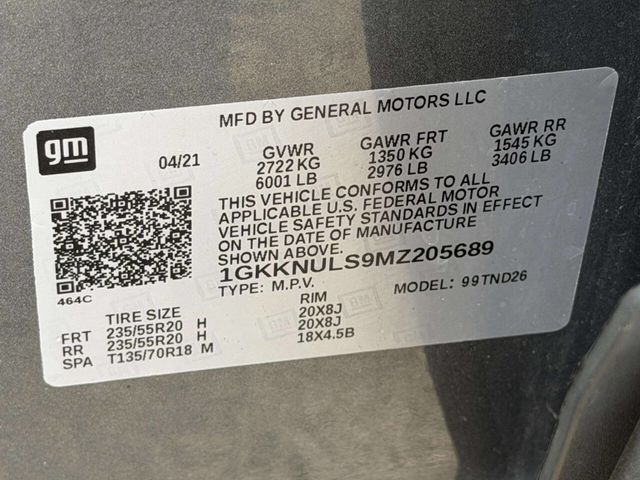 MFD BY GENERAL MOTORS LLC
gm
04/21
GVWR GAWR FRT GAWR RR
2722 KG 1350 KG 1545 KG
6001 LB 2976 LB 3406 LB
THIS VEHICLE CONFORMS TO ALL
APPLICABLE U.S. FEDERAL MOTOR
VEHICLE SAFETY STANDARDS IN EFFECT
ON THE DATE OF MANUFACTURE
SHOWN ABOVE.
1GKKNULS9MZ205689
TYPE: M.P.V. MODEL: 99TND26
464C
TIRE SIZE RIM
FRT 235/55R20 H 20X8J
RR 235/55R20 H 20X8J
SPA T135/70R18 M 18X4.5B